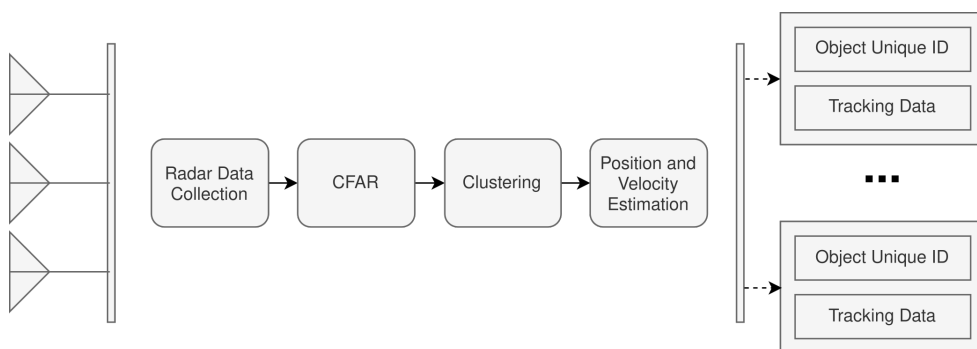 Radar Data
Collection
CFAR
Clustering
Position and
Velocity
Estimation
Object Unique ID
Tracking Data
...
Object Unique ID
Tracking Data